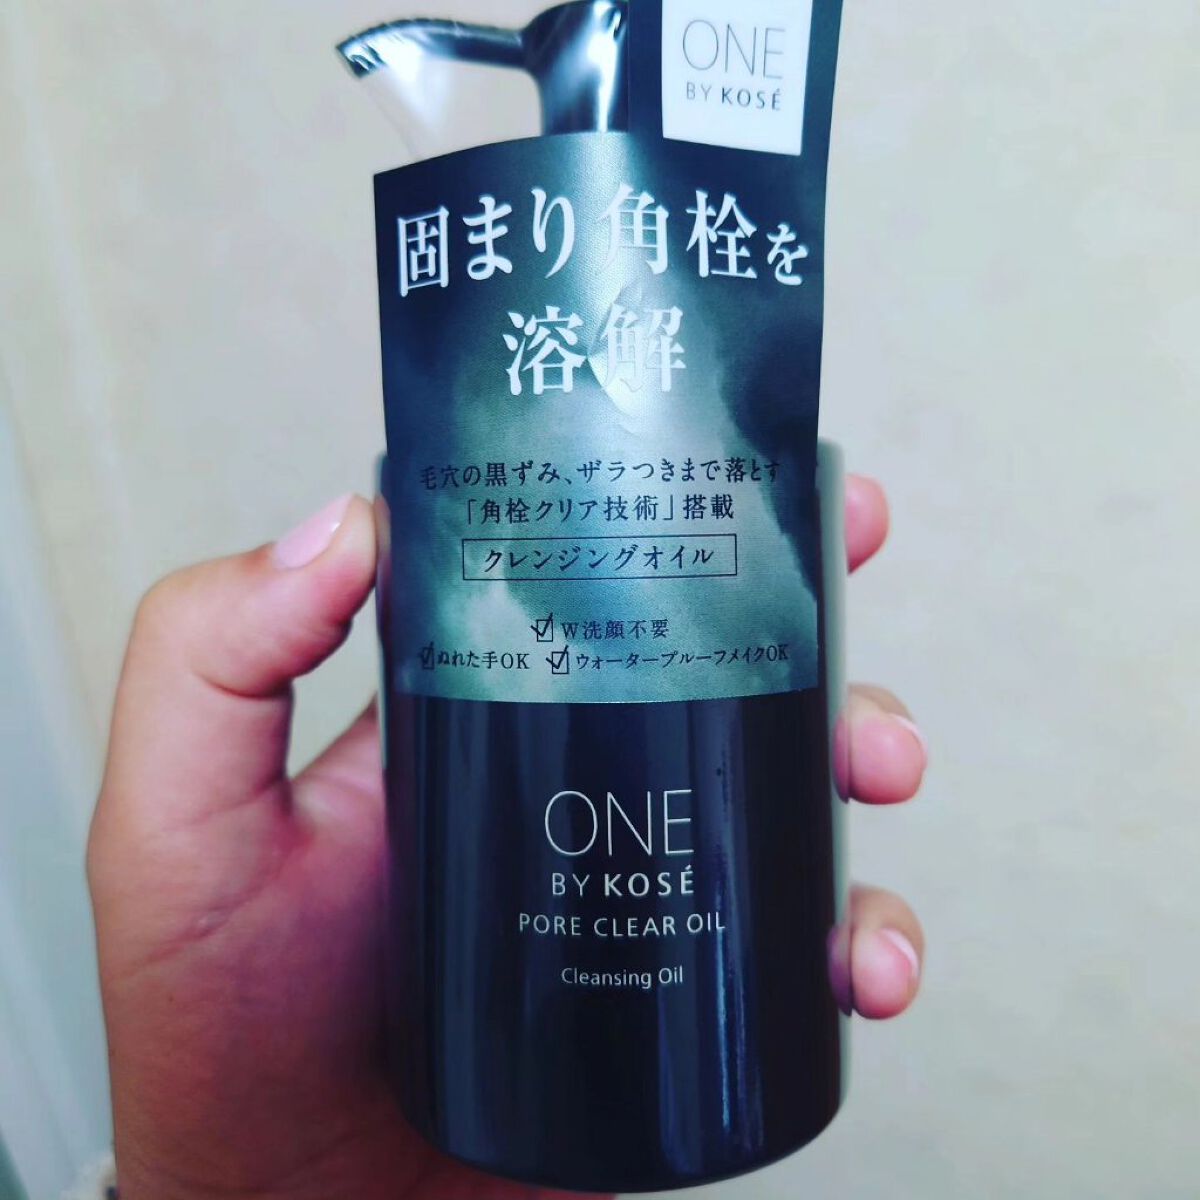 ONE
BY KOSÉ
固まり角栓を
溶解
毛穴の黒ずみ、ザラつきまで落とす
「角栓クリア技術」搭載
クレンジングオイル
W洗顔不要
ぬれた手OK ウォータープルーフメイクOK
ONE
BY KOSÉ
PORE CLEAR OIL
Cleansing Oil